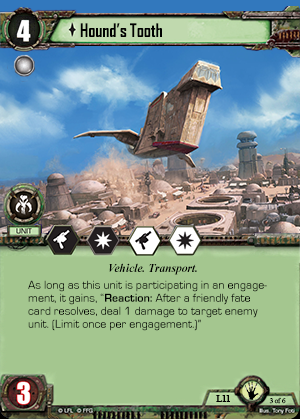 4
Hound's Tooth
UNIT
Vehicle. Transport.
As long as this unit is participating in an engage-
ment, it gains, "Reaction: After a friendly fate
card resolves, deal 1 damage to target enemy
unit. (Limit once per engagement.)"
3
L11
3 of 6
© LFL © FFG
Illus. Tony Foti